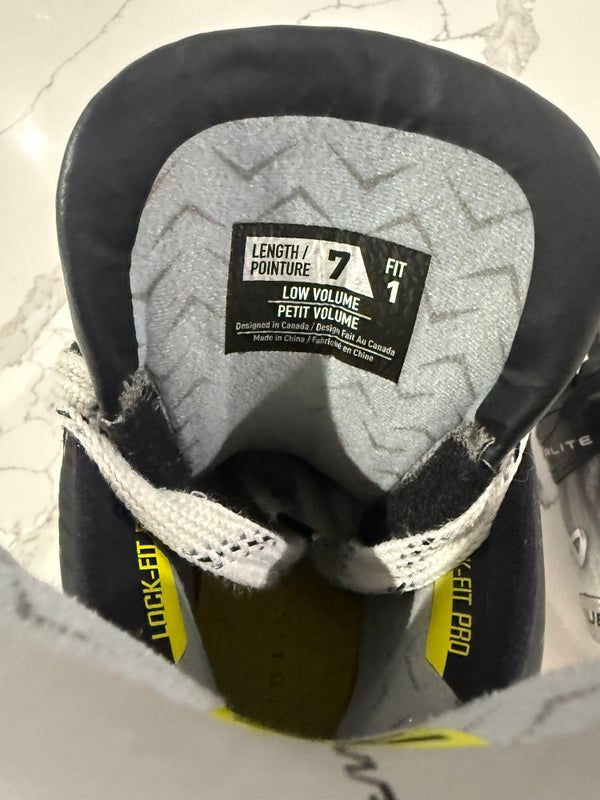 LENGTH /
POINTURE
7
FIT
1
LOW VOLUME
PETIT VOLUME
Designed in Canada / Design Fait Au Canada
Made in China / Fabriqué en Chine
LOCK-FIT
K-FIT PRO
LITE